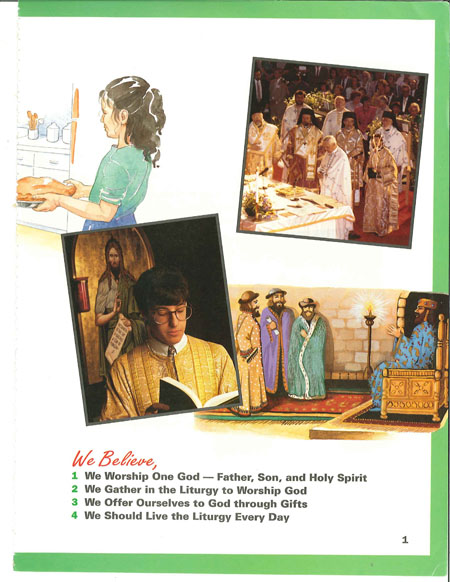 We Believe,
1 We Worship One God — Father, Son, and Holy Spirit
2 We Gather in the Liturgy to Worship God
3 We Offer Ourselves to God through Gifts
4 We Should Live the Liturgy Every Day
1